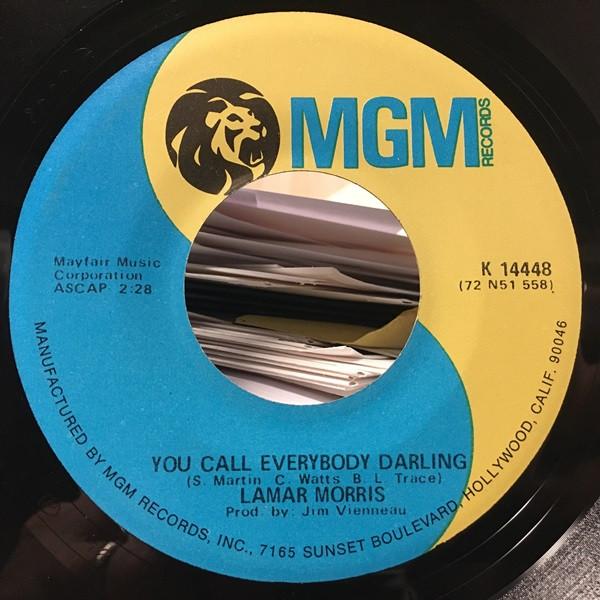 MGM RECORDS
Mayfair Music
Corporation
ASCAP 2:28
K 14448
(72 N51 558)
YOU CALL EVERYBODY DARLING
(S. Martin C. Watts B. L. Trace)
LAMAR MORRIS
Prod. by: Jim Vienneau
MANUFACTURED BY MGM RECORDS, INC., 7165 SUNSET BOULEVARD, HOLLYWOOD, CALIF. 90046